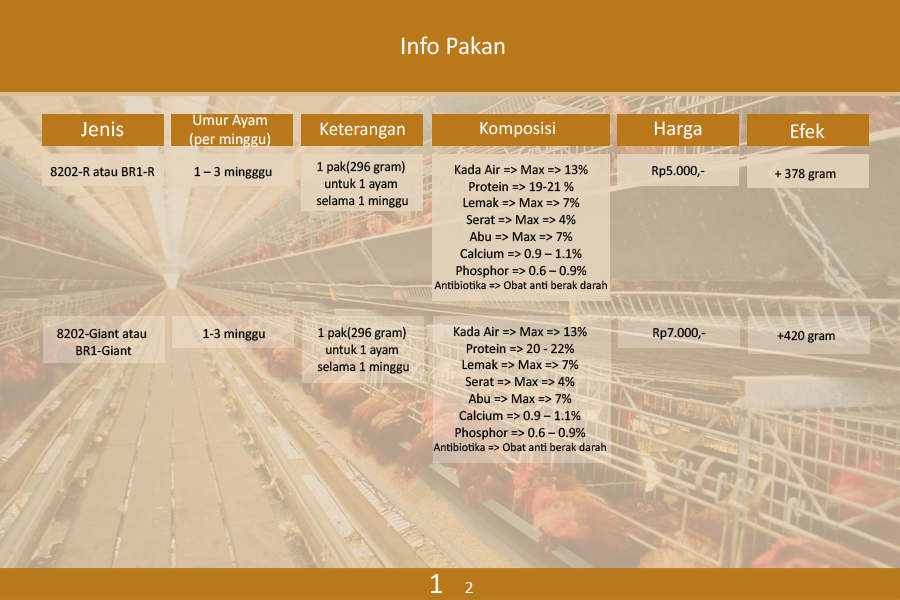 Info Pakan
Jenis
Umur Ayam
(per minggu)
Keterangan
Komposisi
Harga
Efek
8202-R atau BR1-R
1 – 3 mingggu
1 pak(296 gram)
untuk 1 ayam
selama 1 minggu
Kada Air => Max => 13%
Protein => 19-21 %
Lemak => Max => 7%
Serat => Max => 4%
Abu => Max => 7%
Calcium => 0.9 – 1.1%
Phosphor => 0.6 – 0.9%
Antibiotika => Obat anti berak darah
Rp5.000,-
+ 378 gram
8202-Giant atau
BR1-Giant
1-3 minggu
1 pak(296 gram)
untuk 1 ayam
selama 1 minggu
Kada Air => Max => 13%
Protein => 20 - 22%
Lemak => Max => 7%
Serat => Max => 4%
Abu => Max => 7%
Calcium => 0.9 – 1.1%
Phosphor => 0.6 – 0.9%
Antibiotika => Obat anti berak darah
Rp7.000,-
+420 gram
1 2